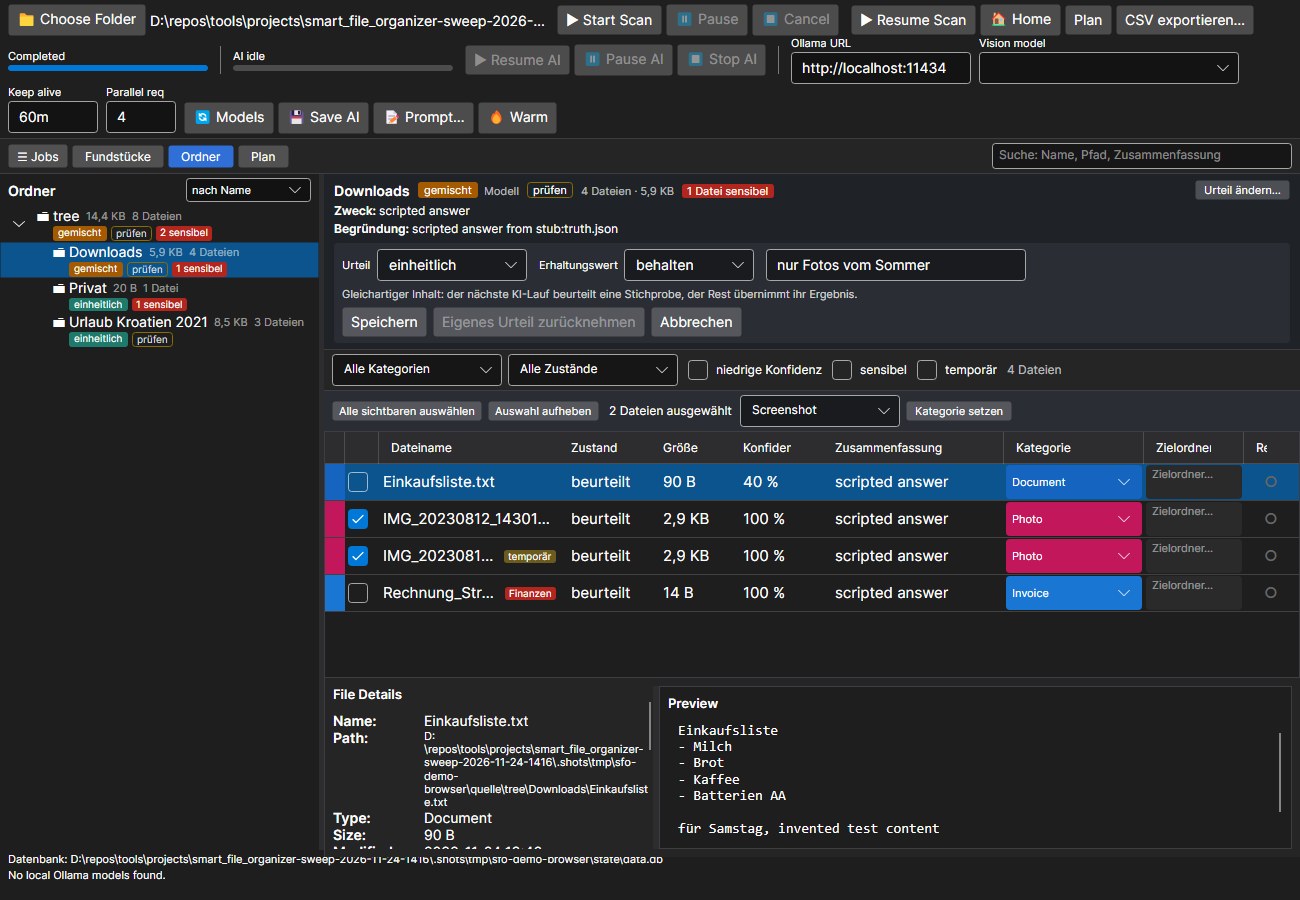 Choose Folder D:\repos\tools\projects\smart_file_organizer-sweep-2026-... Start Scan Pause Cancel Resume Scan Home Plan CSV exportieren...
Completed AI idle Resume AI Pause AI Stop AI Ollama URL Vision model
http://localhost:11434
Keep alive Parallel req
60m 4 Models Save AI Prompt... Warm
☰ Jobs Fundstücke Ordner Plan Suche: Name, Pfad, Zusammenfassung
Ordner nach Name
tree 14,4 KB 8 Dateien
gemischt prüfen 2 sensibel
Downloads 5,9 KB 4 Dateien
gemischt prüfen 1 sensibel
Privat 20 B 1 Datei
einheitlich 1 sensibel
Urlaub Kroatien 2021 8,5 KB 3 Dateien
einheitlich prüfen
Downloads gemischt Modell prüfen 4 Dateien · 5,9 KB 1 Datei sensibel Urteil ändern...
Zweck: scripted answer
Begründung: scripted answer from stub:truth.json
Urteil einheitlich Erhaltungswert behalten nur Fotos vom Sommer
Gleichartiger Inhalt: der nächste KI-Lauf beurteilt eine Stichprobe, der Rest übernimmt ihr Ergebnis.
Speichern Eigenes Urteil zurücknehmen Abbrechen
Alle Kategorien Alle Zustände niedrige Konfidenz sensibel temporär 4 Dateien
Alle sichtbaren auswählen Auswahl aufheben 2 Dateien ausgewählt Screenshot Kategorie setzen
Dateiname Zustand Größe Konfider Zusammenfassung Kategorie Zielordner Re
Einkaufsliste.txt beurteilt 90 B 40 % scripted answer Document Zielordner...
IMG_20230812_14301... beurteilt 2,9 KB 100 % scripted answer Photo Zielordner...
IMG_2023081... temporär beurteilt 2,9 KB 100 % scripted answer Photo Zielordner...
Rechnung_Str... Finanzen beurteilt 14 B 100 % scripted answer Invoice Zielordner...
File Details
Name: Einkaufsliste.txt
Path: D:
\repos\tools\projects\smart_file_organizer-
sweep-2026-11-24-1416\.shots\tmp\sfo-
demo-
browser\quelle\tree\Downloads\Einkaufslist
e.txt
Type: Document
Size: 90 B
Preview
Einkaufsliste
- Milch
- Brot
- Kaffee
- Batterien AA
für Samstag, invented test content
Datenbank: D:\repos\tools\projects\smart_file_organizer-sweep-2026-11-24-1416\.shots\tmp\sfo-demo-browser\state\data.db
No local Ollama models found.